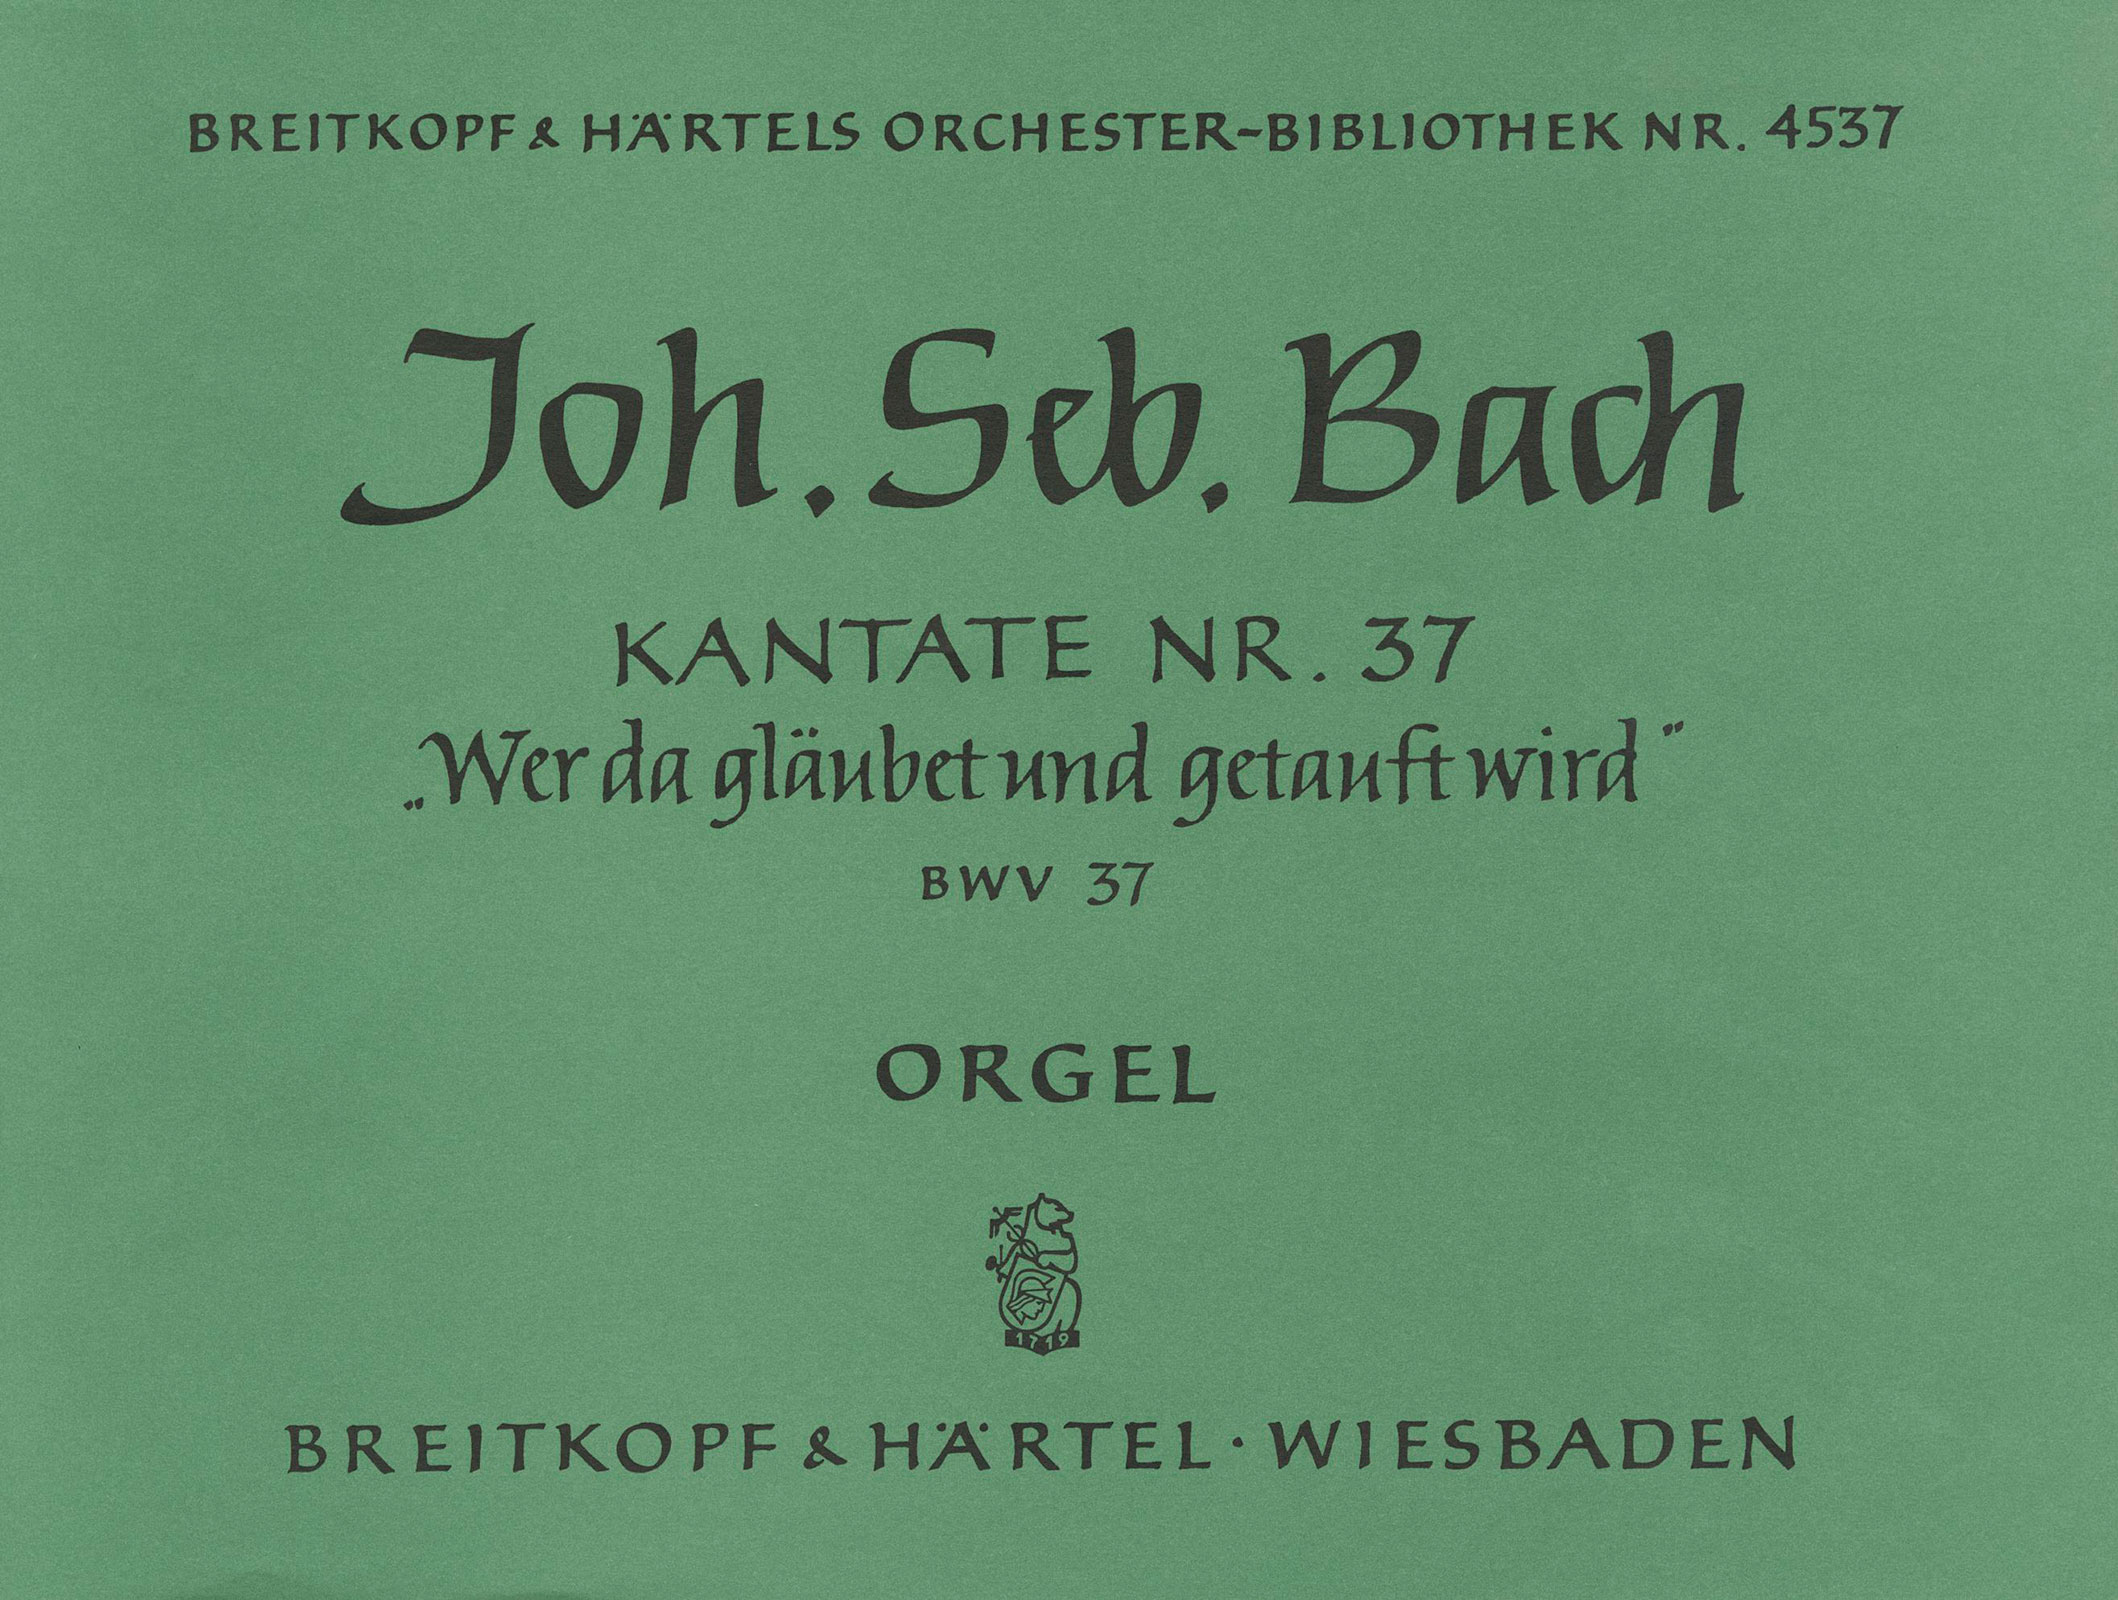 BREITKOPF & HÄRTELS ORCHESTER-BIBLIOTHEK NR. 4537
Joh. Seb. Bach
KANTATE NR. 37
„Wer da gläubet und getauft wird”
BWV 37
ORGEL
1719
BREITKOPF & HÄRTEL · WIESBADEN